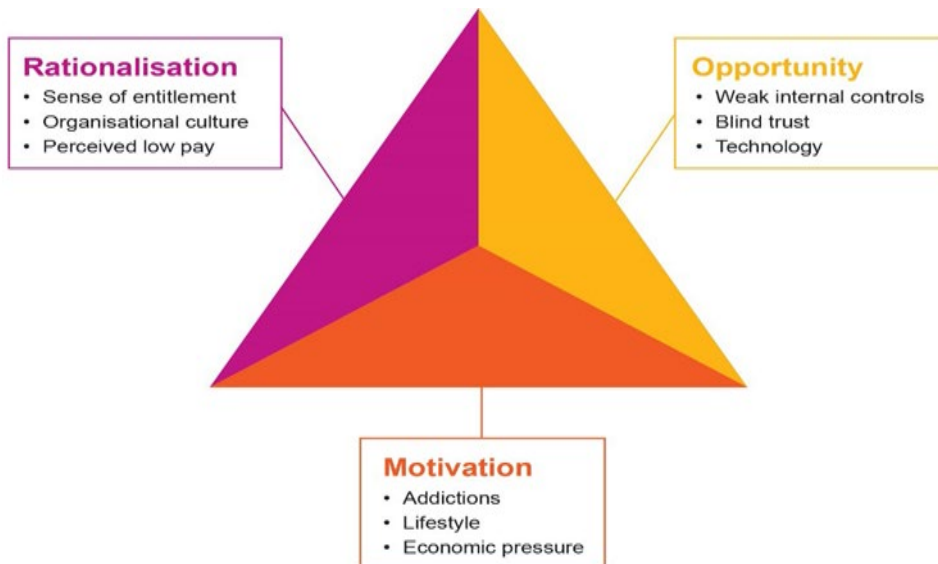 Rationalisation
• Sense of entitlement
• Organisational culture
• Perceived low pay
Opportunity
• Weak internal controls
• Blind trust
• Technology
Motivation
• Addictions
• Lifestyle
• Economic pressure